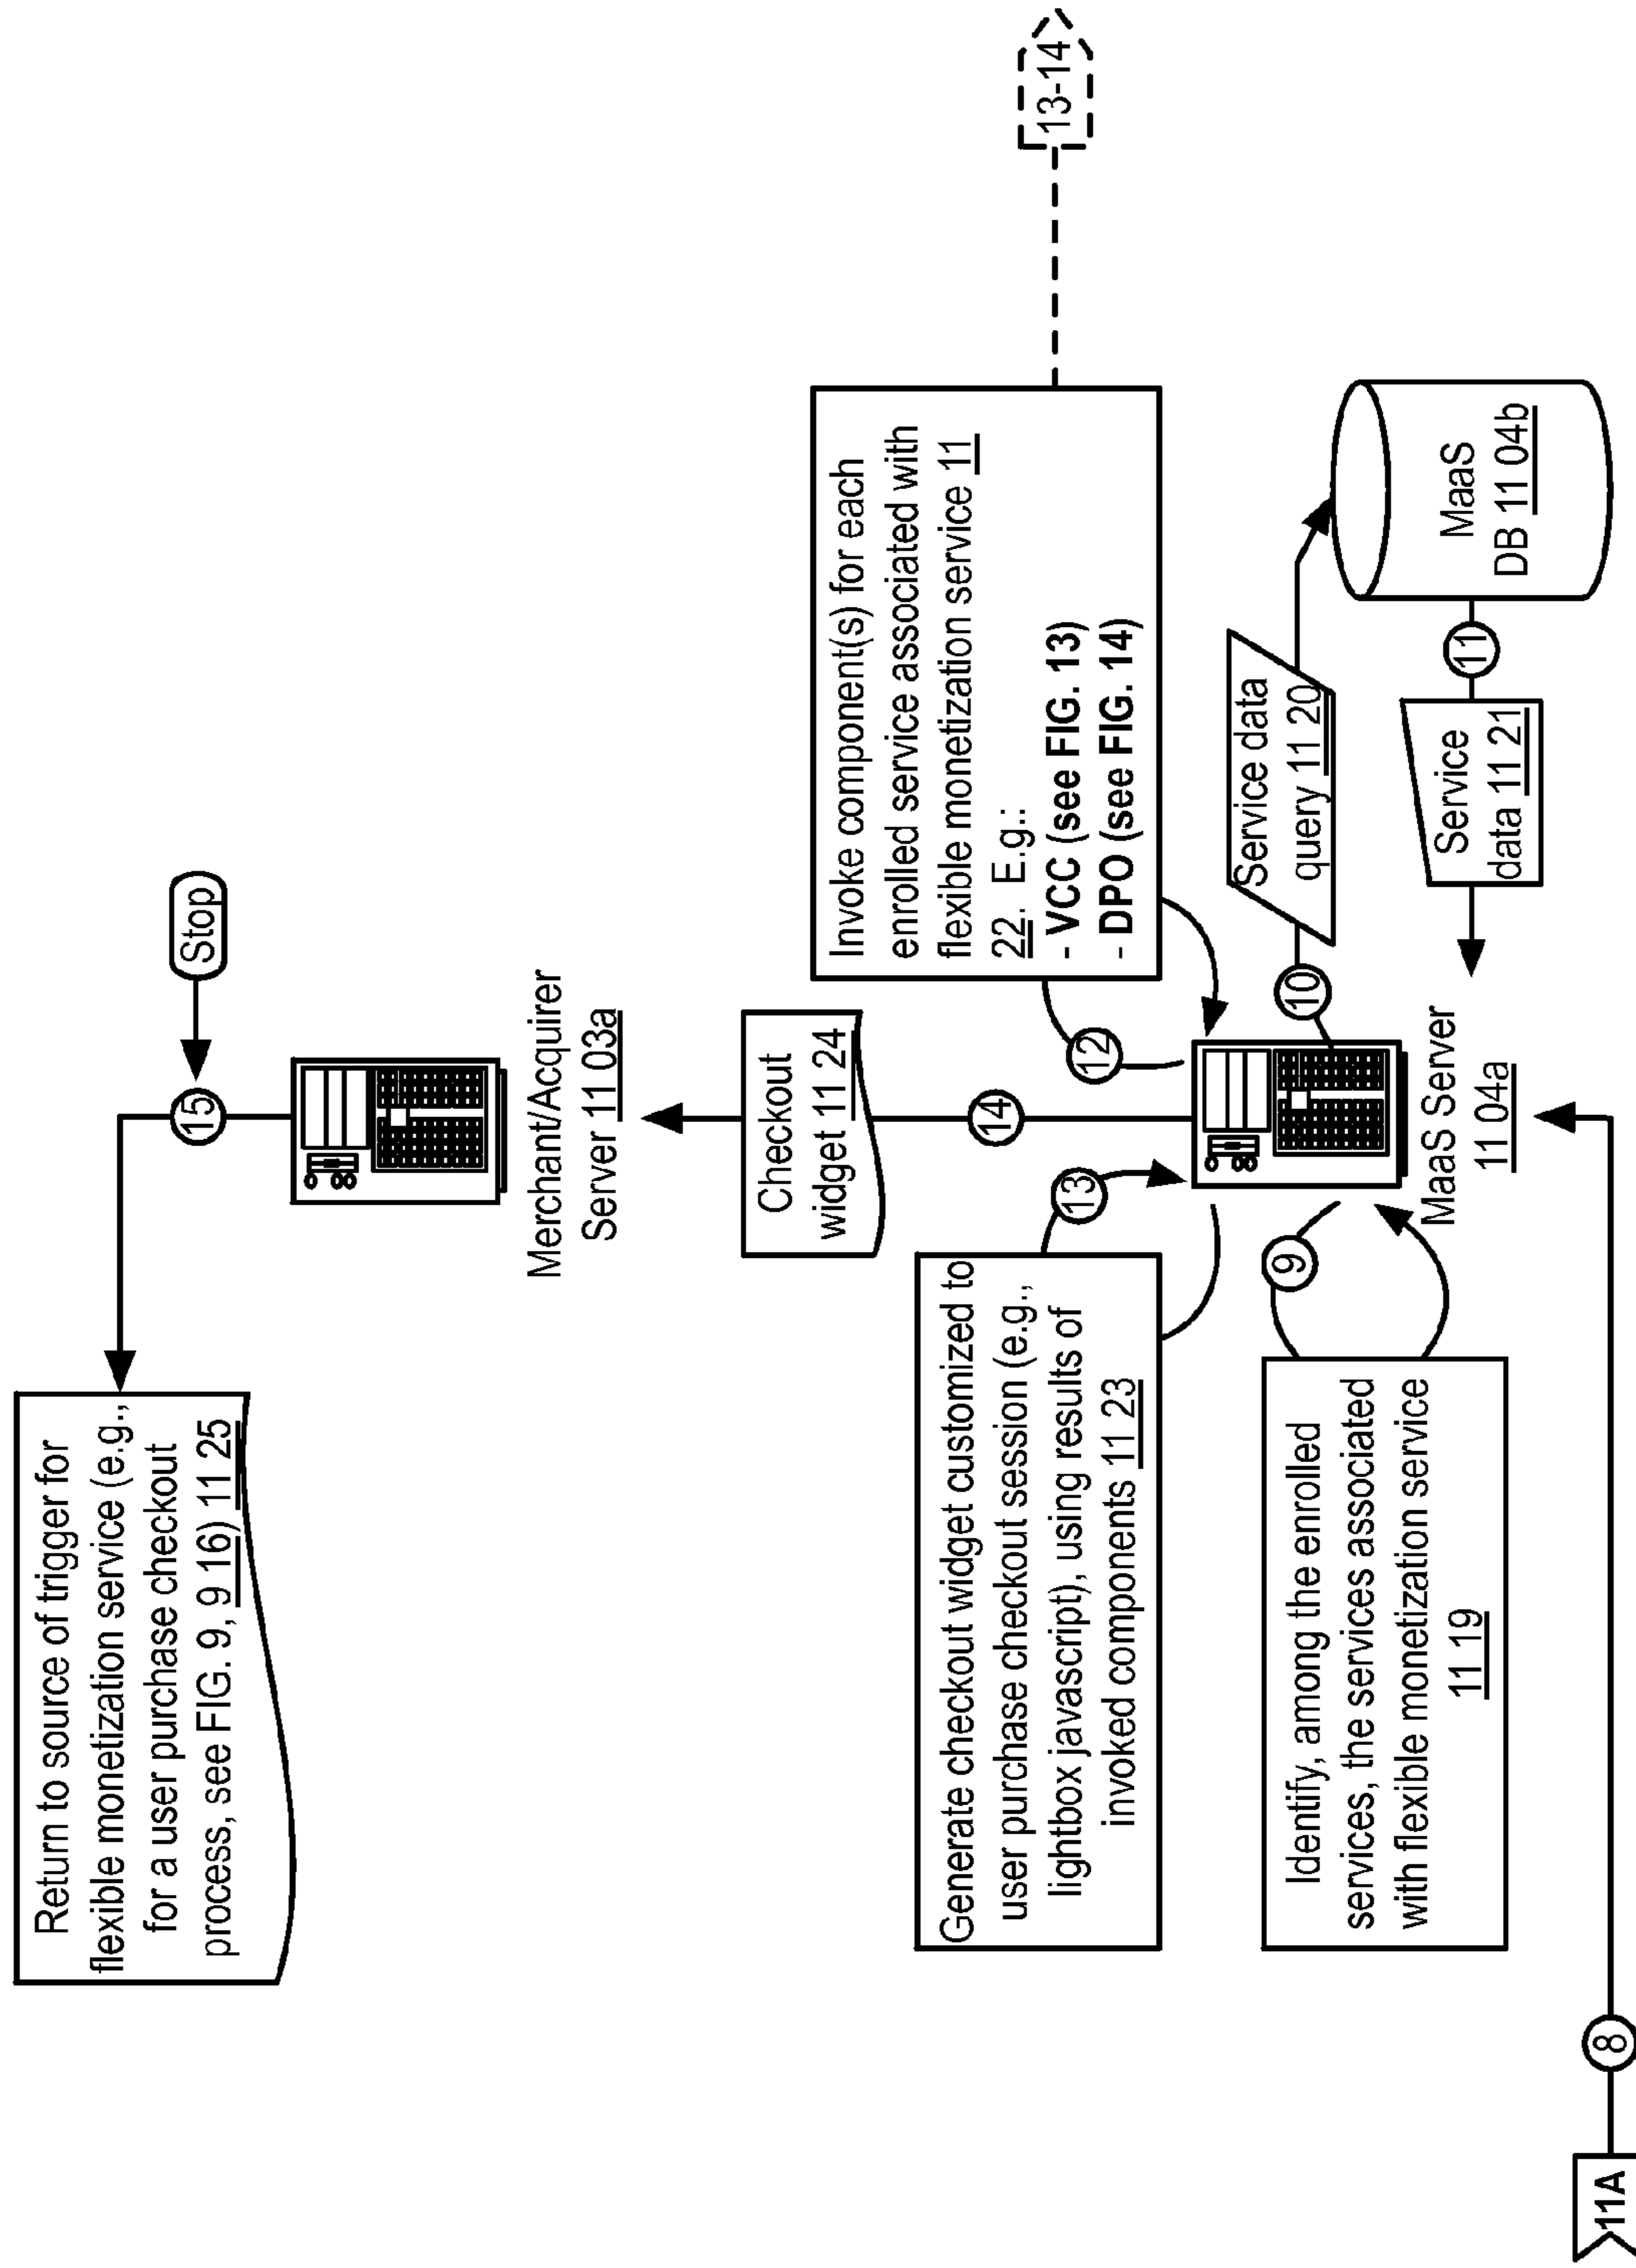 Return to source of trigger for
flexible monetization service (e.g.,
for a user purchase checkout
process, see FIG. 9, 9 16) 11 25
15
Stop
Merchant/Acquirer
Server 11 03a
Checkout
widget 11 24
14
Generate checkout widget customized to
user purchase checkout session (e.g.,
lightbox javascript), using results of
invoked components 11 23
13
12
Invoke component(s) for each
enrolled service associated with
flexible monetization service 11
22. E.g.:
- VCC (see FIG. 13)
- DPO (see FIG. 14)
13-14
Identify, among the enrolled
services, the services associated
with flexible monetization service
11 19
9
MaaS Server
11 04a
10
Service data
query 11 20
Service
data 11 21
11
MaaS
DB 11 04b
11A
8